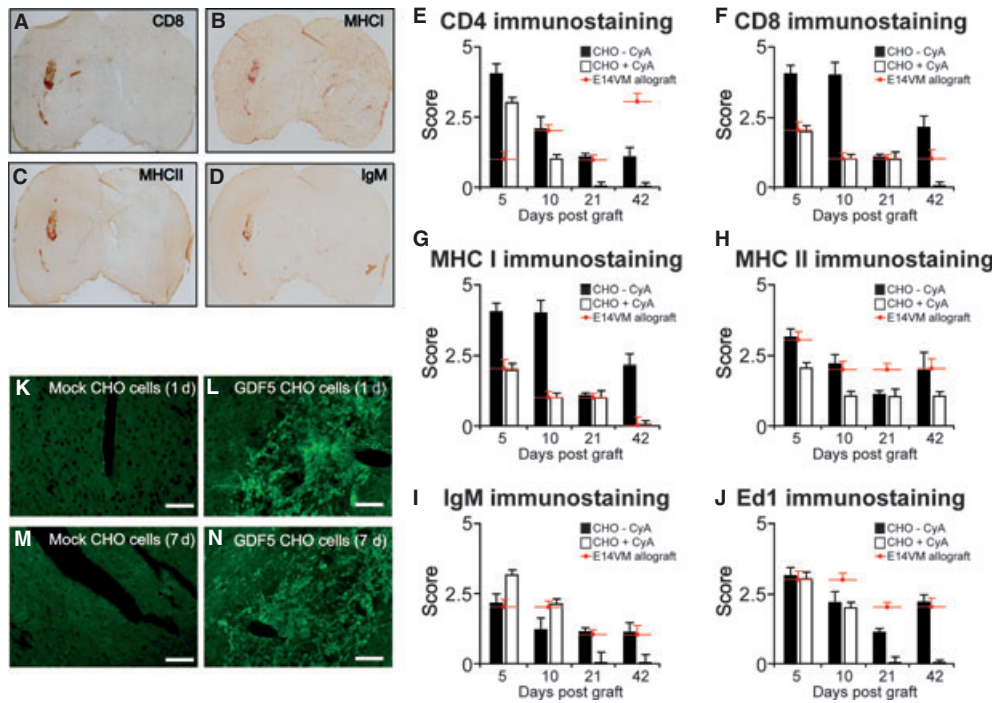 A
CD8
B
MHCI
C
MHCII
D
IgM
K
Mock CHO cells (1 d)
L
GDF5 CHO cells (1 d)
M
Mock CHO cells (7 d)
N
GDF5 CHO cells (7 d)
E
CD4 immunostaining
CHO - CyA
CHO + CyA
E14VM allograft
Score
5
2.5
0
5 10 21 42
Days post graft
F
CD8 immunostaining
CHO - CyA
CHO + CyA
E14VM allograft
Score
5
2.5
0
5 10 21 42
Days post graft
G
MHC I immunostaining
CHO - CyA
CHO + CyA
E14VM allograft
Score
5
2.5
0
5 10 21 42
Days post graft
H
MHC II immunostaining
CHO - CyA
CHO + CyA
E14VM allograft
Score
5
2.5
0
5 10 21 42
Days post graft
I
IgM immunostaining
CHO - CyA
CHO + CyA
E14VM allograft
Score
5
2.5
0
5 10 21 42
Days post graft
J
Ed1 immunostaining
CHO - CyA
CHO + CyA
E14VM allograft
Score
5
2.5
0
5 10 21 42
Days post graft